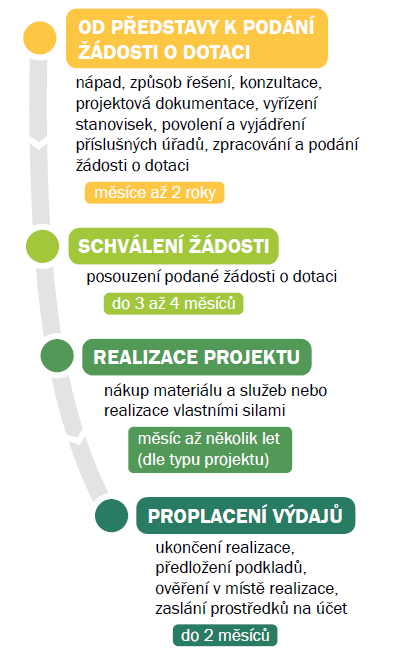 OD PŘEDSTAVY K PODÁNÍ
ŽÁDOSTI O DOTACI
nápad, způsob řešení, konzultace,
projektová dokumentace, vyřízení
stanovisek, povolení a vyjádření
příslušných úřadů, zpracování a podání
žádosti o dotaci
měsíce až 2 roky
SCHVÁLENÍ ŽÁDOSTI
posouzení podané žádosti o dotaci
do 3 až 4 měsíců
REALIZACE PROJEKTU
nákup materiálu a služeb nebo
realizace vlastními silami
měsíc až několik let
(dle typu projektu)
PROPLACENÍ VÝDAJŮ
ukončení realizace,
předložení podkladů,
ověření v místě realizace,
zaslání prostředků na účet
do 2 měsíců